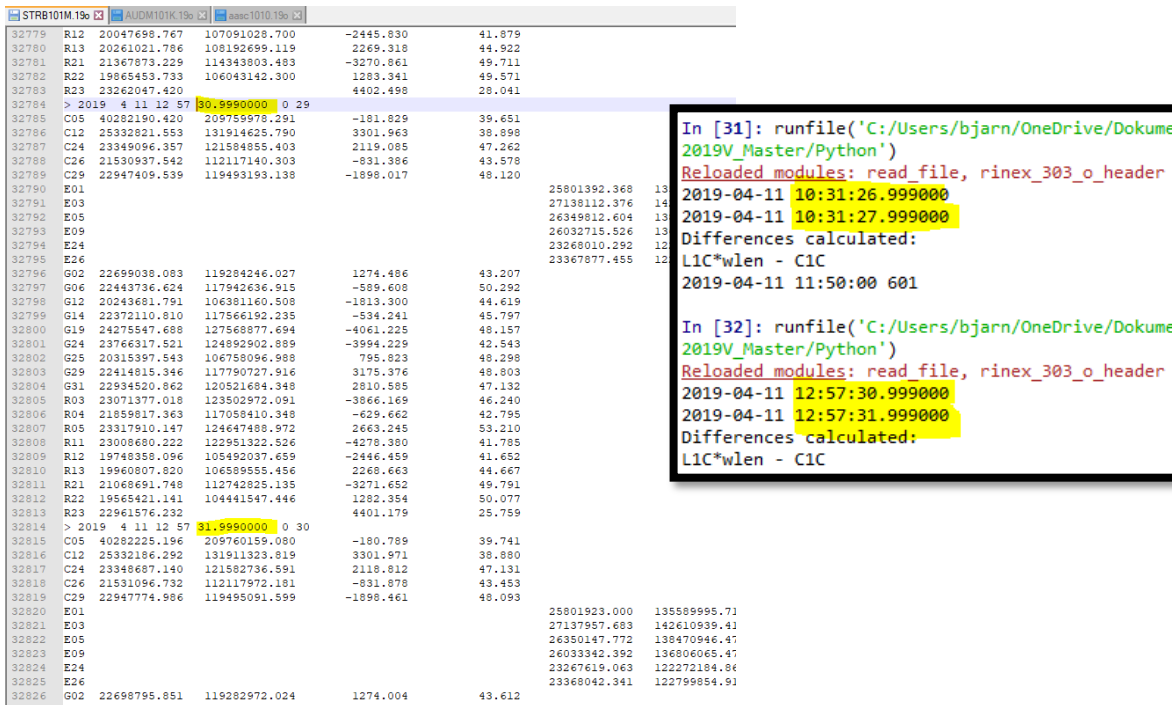 STRB101M.19o AUDM101K.19o aasc1010.19o
32779 R12 20047698.767 107091028.700 -2445.830 41.879
32780 R13 20261021.786 108192699.119 2269.318 44.922
32781 R21 21367873.229 114343803.483 -3270.861 49.711
32782 R22 19865453.733 106043142.300 1283.341 49.571
32783 R23 23262047.420 4402.498 28.041
32784 > 2019 4 11 12 57 30.9990000 0 29
32785 C05 40282190.420 209759978.291 -181.829 39.651
32786 C12 25332821.553 131914625.790 3301.963 38.898
32787 C24 23349096.357 121584855.403 2119.085 47.262
32788 C26 21530937.542 112117140.303 -831.386 43.578
32789 C29 22947409.539 119493193.138 -1898.017 48.120
32790 E01 25801392.368 13
32791 E03 27138112.376 14
32792 E05 26349812.604 13
32793 E09 26032715.526 13
32794 E24 23268010.292 12
32795 E26 23367877.455 12
32796 G02 22699038.083 119284246.027 1274.486 43.207
32797 G06 22443736.624 117942636.915 -589.608 50.292
32798 G12 20243681.791 106381160.508 -1813.300 44.619
32799 G14 22372110.810 117566192.235 -534.241 45.797
32800 G19 24275547.688 127568877.694 -4061.225 48.157
32801 G24 23766317.521 124892902.889 -3994.229 42.543
32802 G25 20315397.543 106758096.988 795.823 48.298
32803 G29 22414815.346 117790727.916 3175.376 48.803
32804 G31 22934520.862 120521684.348 2810.585 47.132
32805 R03 23071377.018 123502972.091 -3866.169 46.240
32806 R04 21859817.363 117058410.348 -629.662 42.795
32807 R05 23317910.147 124647488.972 2663.245 53.210
32808 R11 23008680.222 122951322.526 -4278.380 41.785
32809 R12 19748358.096 105492037.659 -2446.459 41.652
32810 R13 19960807.820 106589555.456 2268.663 44.667
32811 R21 21068691.748 112742825.135 -3271.652 49.791
32812 R22 19565421.141 104441547.446 1282.354 50.077
32813 R23 22961576.232 4401.179 25.759
32814 > 2019 4 11 12 57 31.9990000 0 30
32815 C05 40282225.196 209760159.080 -180.789 39.741
32816 C12 25332186.292 131911323.819 3301.971 38.880
32817 C24 23348687.140 121582736.591 2118.812 47.131
32818 C26 21531096.732 112117972.181 -831.878 43.453
32819 C29 22947774.986 119495091.599 -1898.461 48.093
32820 E01 25801923.000 135589995.71
32821 E03 27137957.683 142610939.41
32822 E05 26350147.772 138470946.47
32823 E09 26033342.392 136806065.47
32824 E24 23267619.063 122272184.86
32825 E26 23368042.341 122799854.91
32826 G02 22698795.851 119282972.024 1274.004 43.612
In [31]: runfile('C:/Users/bjarn/OneDrive/Dokume
2019V_Master/Python')
Reloaded modules: read_file, rinex_303_o_header
2019-04-11 10:31:26.999000
2019-04-11 10:31:27.999000
Differences calculated:
L1C*wlen - C1C
2019-04-11 11:50:00 601
In [32]: runfile('C:/Users/bjarn/OneDrive/Dokume
2019V_Master/Python')
Reloaded modules: read_file, rinex_303_o_header
2019-04-11 12:57:30.999000
2019-04-11 12:57:31.999000
Differences calculated:
L1C*wlen - C1C